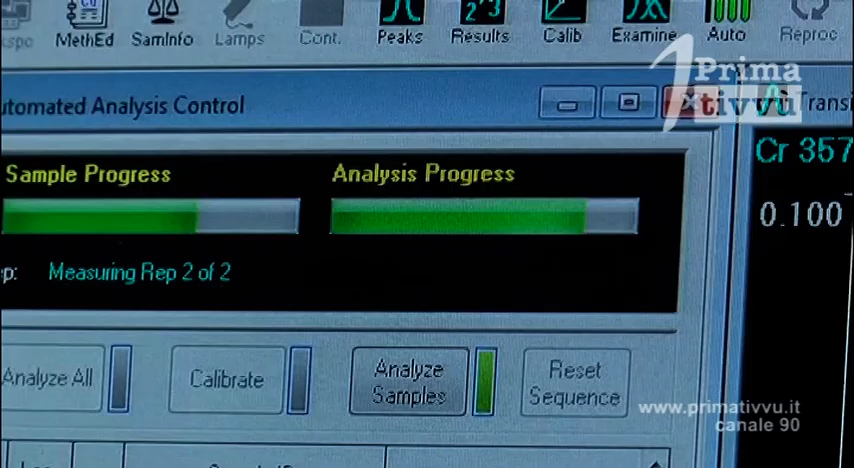 MethEd SamInfo Lamps Cont. Peaks Results Calib Examine Auto Reproc
1 Prima
tivvu
utomated Analysis Control
Transi
Sample Progress Analysis Progress
Cr 357
0.100
ep: Measuring Rep 2 of 2
Analyze All Calibrate Analyze Samples Reset Sequence
www.primativvu.it
canale 90